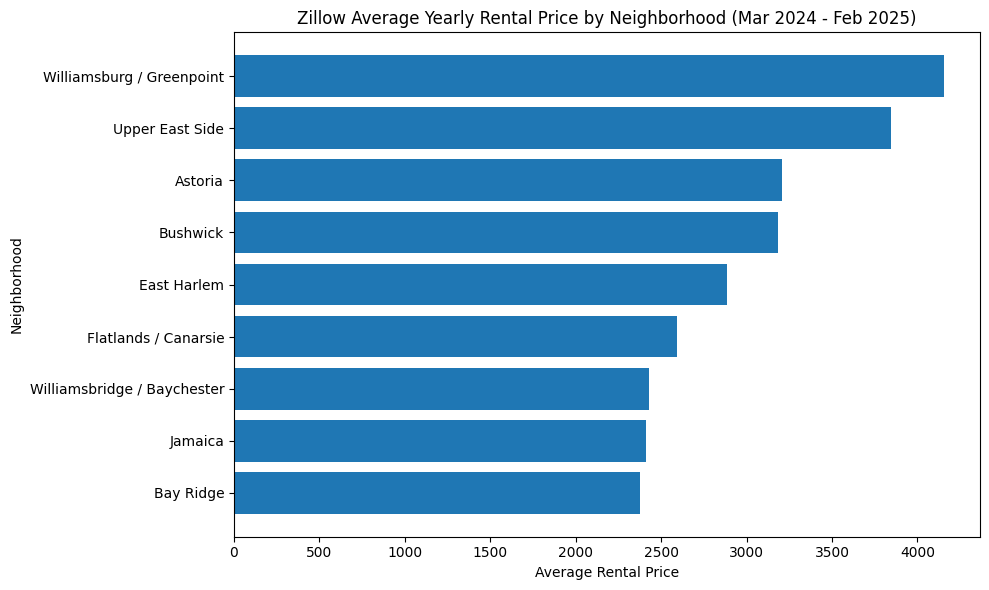 Zillow Average Yearly Rental Price by Neighborhood (Mar 2024 - Feb 2025)
Neighborhood
Williamsburg / Greenpoint
Upper East Side
Astoria
Bushwick
East Harlem
Flatlands / Canarsie
Williamsbridge / Baychester
Jamaica
Bay Ridge
0 500 1000 1500 2000 2500 3000 3500 4000
Average Rental Price